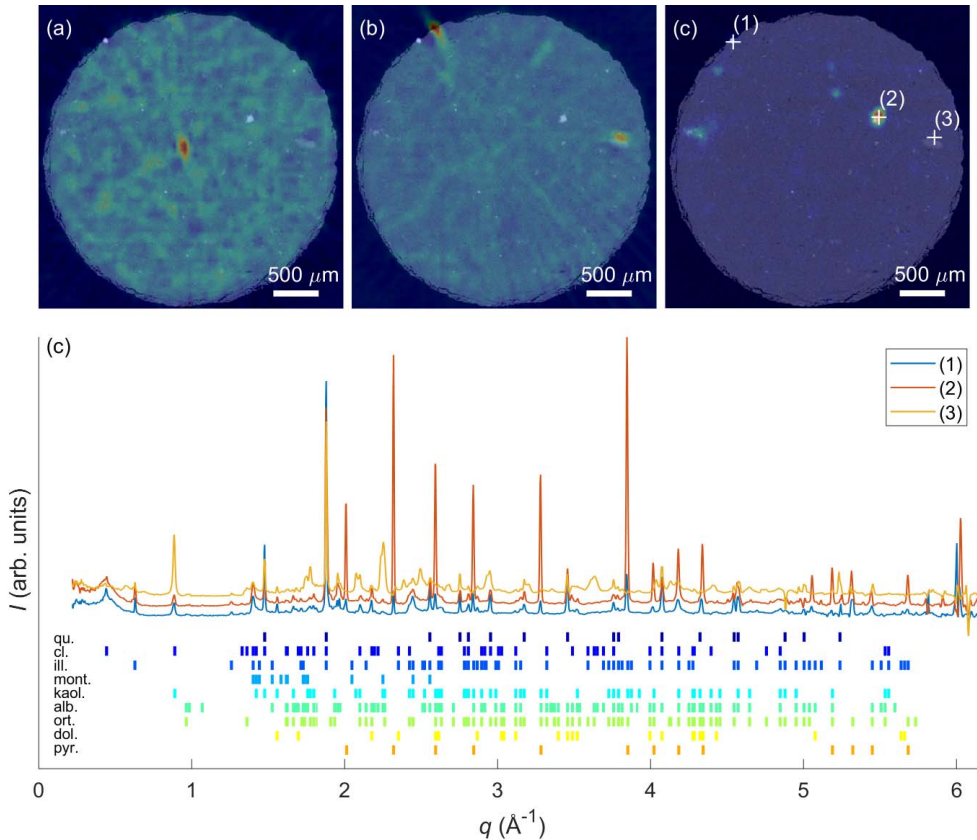 (a)
500 μm
(b)
500 μm
(c)
(1)
(2)
(3)
500 μm
(c)
(1)
(2)
(3)
I (arb. units)
qu.
cl.
ill.
mont.
kaol.
alb.
ort.
dol.
pyr.
0 1 2 3 4 5 6
q (Å⁻¹)